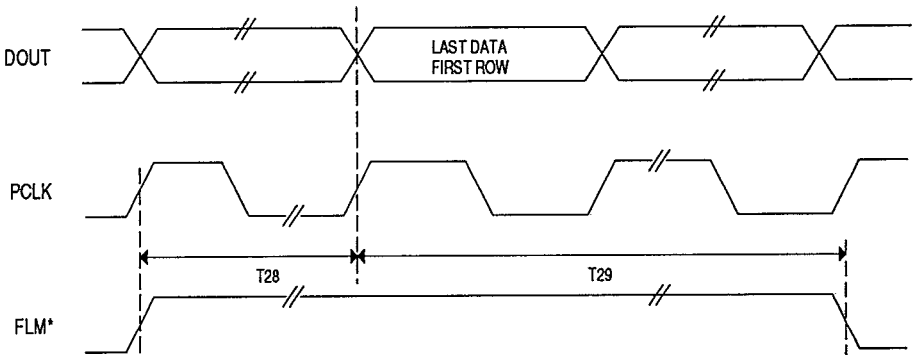 DOUT
LAST DATA
FIRST ROW
PCLK
T28
T29
FLM*